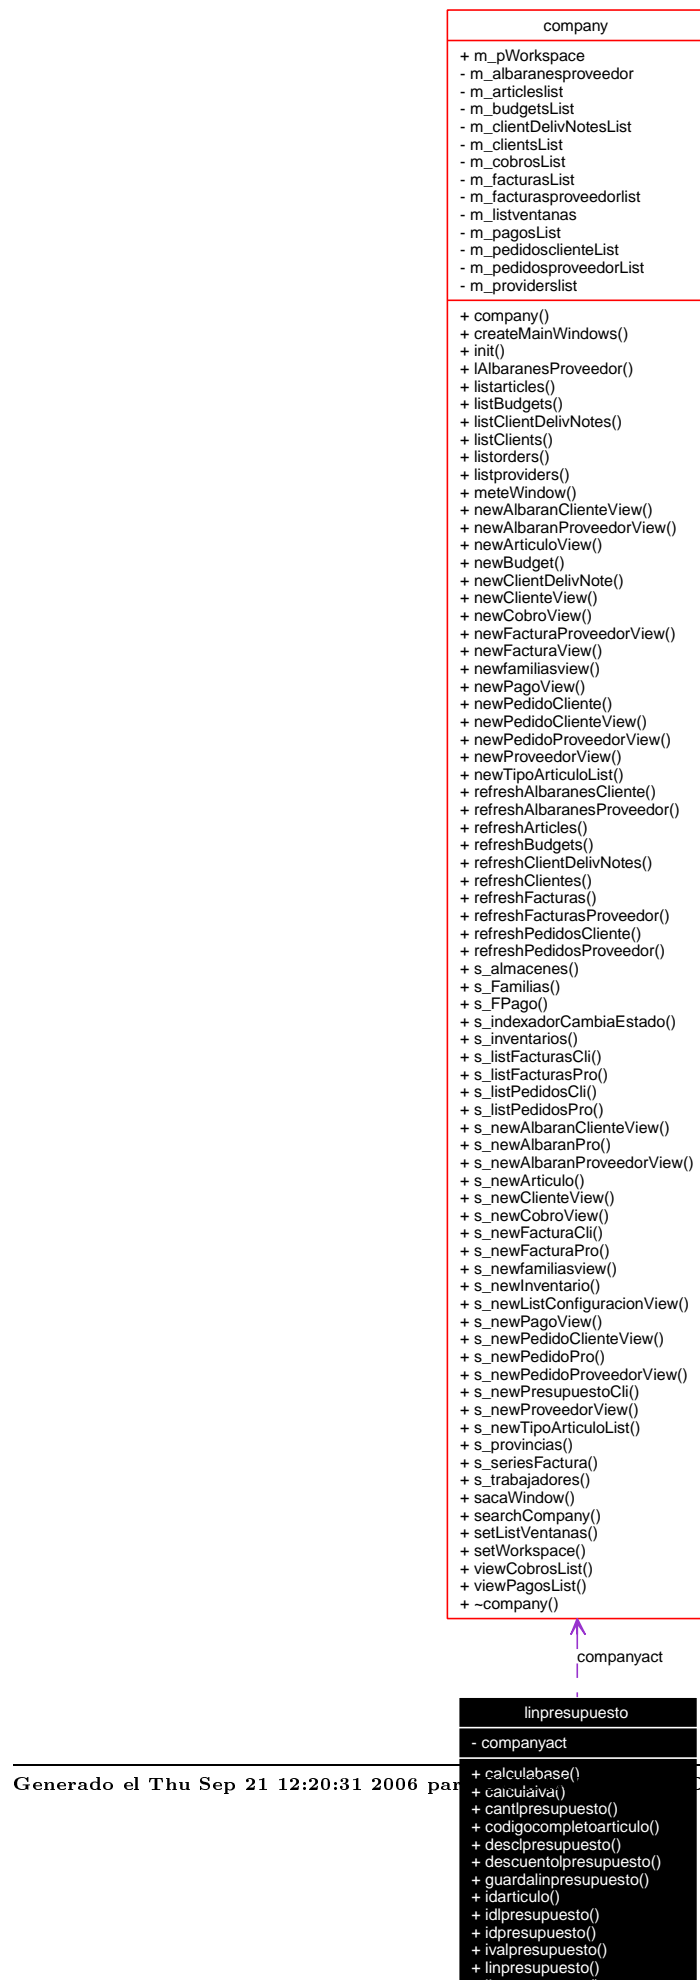 company
+ m_pWorkspace
- m_albaranesproveedor
- m_articleslist
- m_budgetsList
- m_clientDelivNotesList
- m_clientsList
- m_cobrosList
- m_facturasList
- m_facturasproveedorlist
- m_listventanas
- m_pagosList
- m_pedidosclienteList
- m_pedidosproveedorList
- m_providerslist
+ company()
+ createMainWindows()
+ init()
+ lAlbaranesProveedor()
+ listarticles()
+ listBudgets()
+ listClientDelivNotes()
+ listClients()
+ listorders()
+ listproviders()
+ meteWindow()
+ newAlbaranClienteView()
+ newAlbaranProveedorView()
+ newArticuloView()
+ newBudget()
+ newClientDelivNote()
+ newClienteView()
+ newCobroView()
+ newFacturaProveedorView()
+ newFacturaView()
+ newfamiliasview()
+ newPagoView()
+ newPedidoCliente()
+ newPedidoClienteView()
+ newPedidoProveedorView()
+ newProveedorView()
+ newTipoArticuloList()
+ refreshAlbaranesCliente()
+ refreshAlbaranesProveedor()
+ refreshArticles()
+ refreshBudgets()
+ refreshClientDelivNotes()
+ refreshClientes()
+ refreshFacturas()
+ refreshFacturasProveedor()
+ refreshPedidosCliente()
+ refreshPedidosProveedor()
+ s_almacenes()
+ s_Familias()
+ s_FPago()
+ s_indexadorCambiaEstado()
+ s_inventarios()
+ s_listFacturasCli()
+ s_listFacturasPro()
+ s_listPedidosCli()
+ s_listPedidosPro()
+ s_newAlbaranClienteView()
+ s_newAlbaranPro()
+ s_newAlbaranProveedorView()
+ s_newArticulo()
+ s_newClienteView()
+ s_newCobroView()
+ s_newFacturaCli()
+ s_newFacturaPro()
+ s_newfamiliasview()
+ s_newInventario()
+ s_newListConfiguracionView()
+ s_newPagoView()
+ s_newPedidoClienteView()
+ s_newPedidoPro()
+ s_newPedidoProveedorView()
+ s_newPresupuestoCli()
+ s_newProveedorView()
+ s_newTipoArticuloList()
+ s_provincias()
+ s_seriesFactura()
+ s_trabajadores()
+ sacaWindow()
+ searchCompany()
+ setListVentanas()
+ setWorkspace()
+ viewCobrosList()
+ viewPagosList()
+ ~company()
companyact
linpresupuesto
- companyact
+ calculabase()
Generado el Thu Sep 21 12:20:31 2006 par
+ calculaiva()
+ cantlpresupuesto()
+ codigocompletoarticulo()
+ desclpresupuesto()
+ descuentolpresupuesto()
+ guardalinpresupuesto()
+ idarticulo()
+ idlpresupuesto()
+ idpresupuesto()
+ ivalpresupuesto()
+ linpresupuesto()